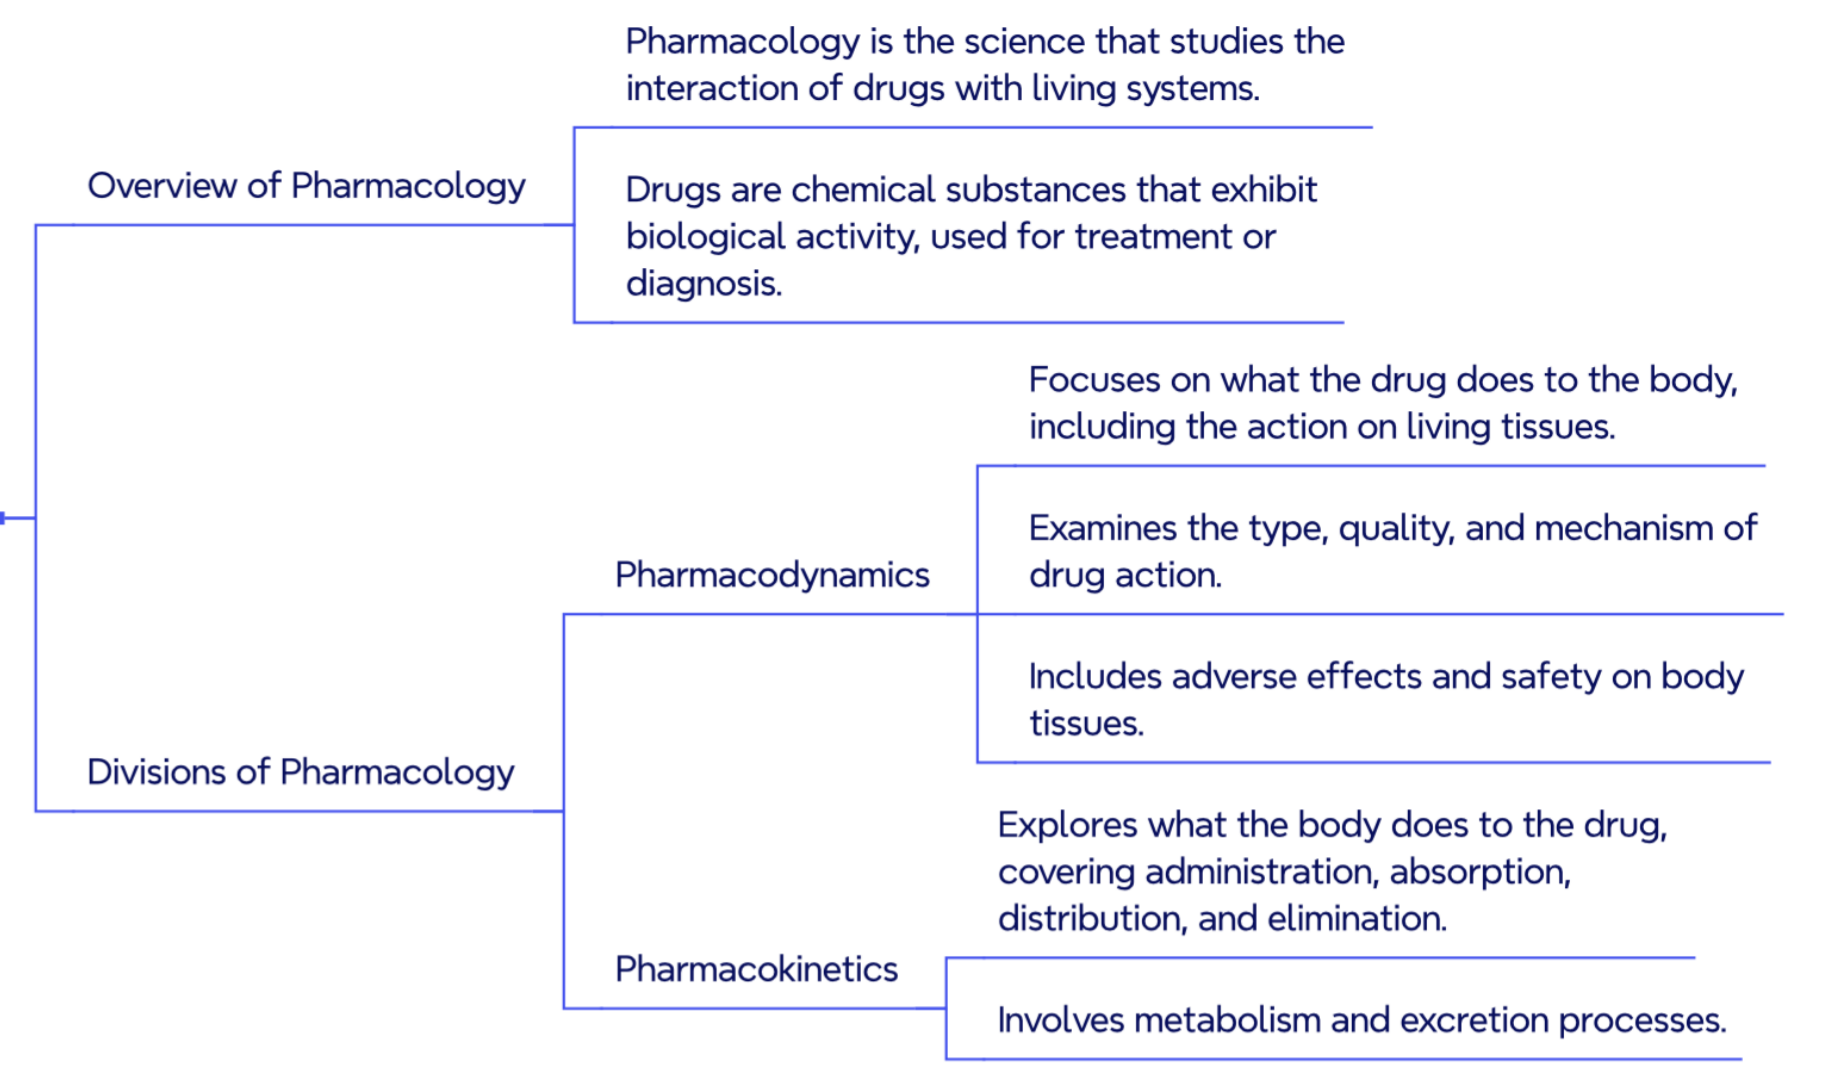 Pharmacology is the science that studies the
interaction of drugs with living systems.
Overview of Pharmacology
Drugs are chemical substances that exhibit
biological activity, used for treatment or
diagnosis.
Focuses on what the drug does to the body,
including the action on living tissues.
Examines the type, quality, and mechanism of
drug action.
Pharmacodynamics
Includes adverse effects and safety on body
tissues.
Divisions of Pharmacology
Explores what the body does to the drug,
covering administration, absorption,
distribution, and elimination.
Pharmacokinetics
Involves metabolism and excretion processes.